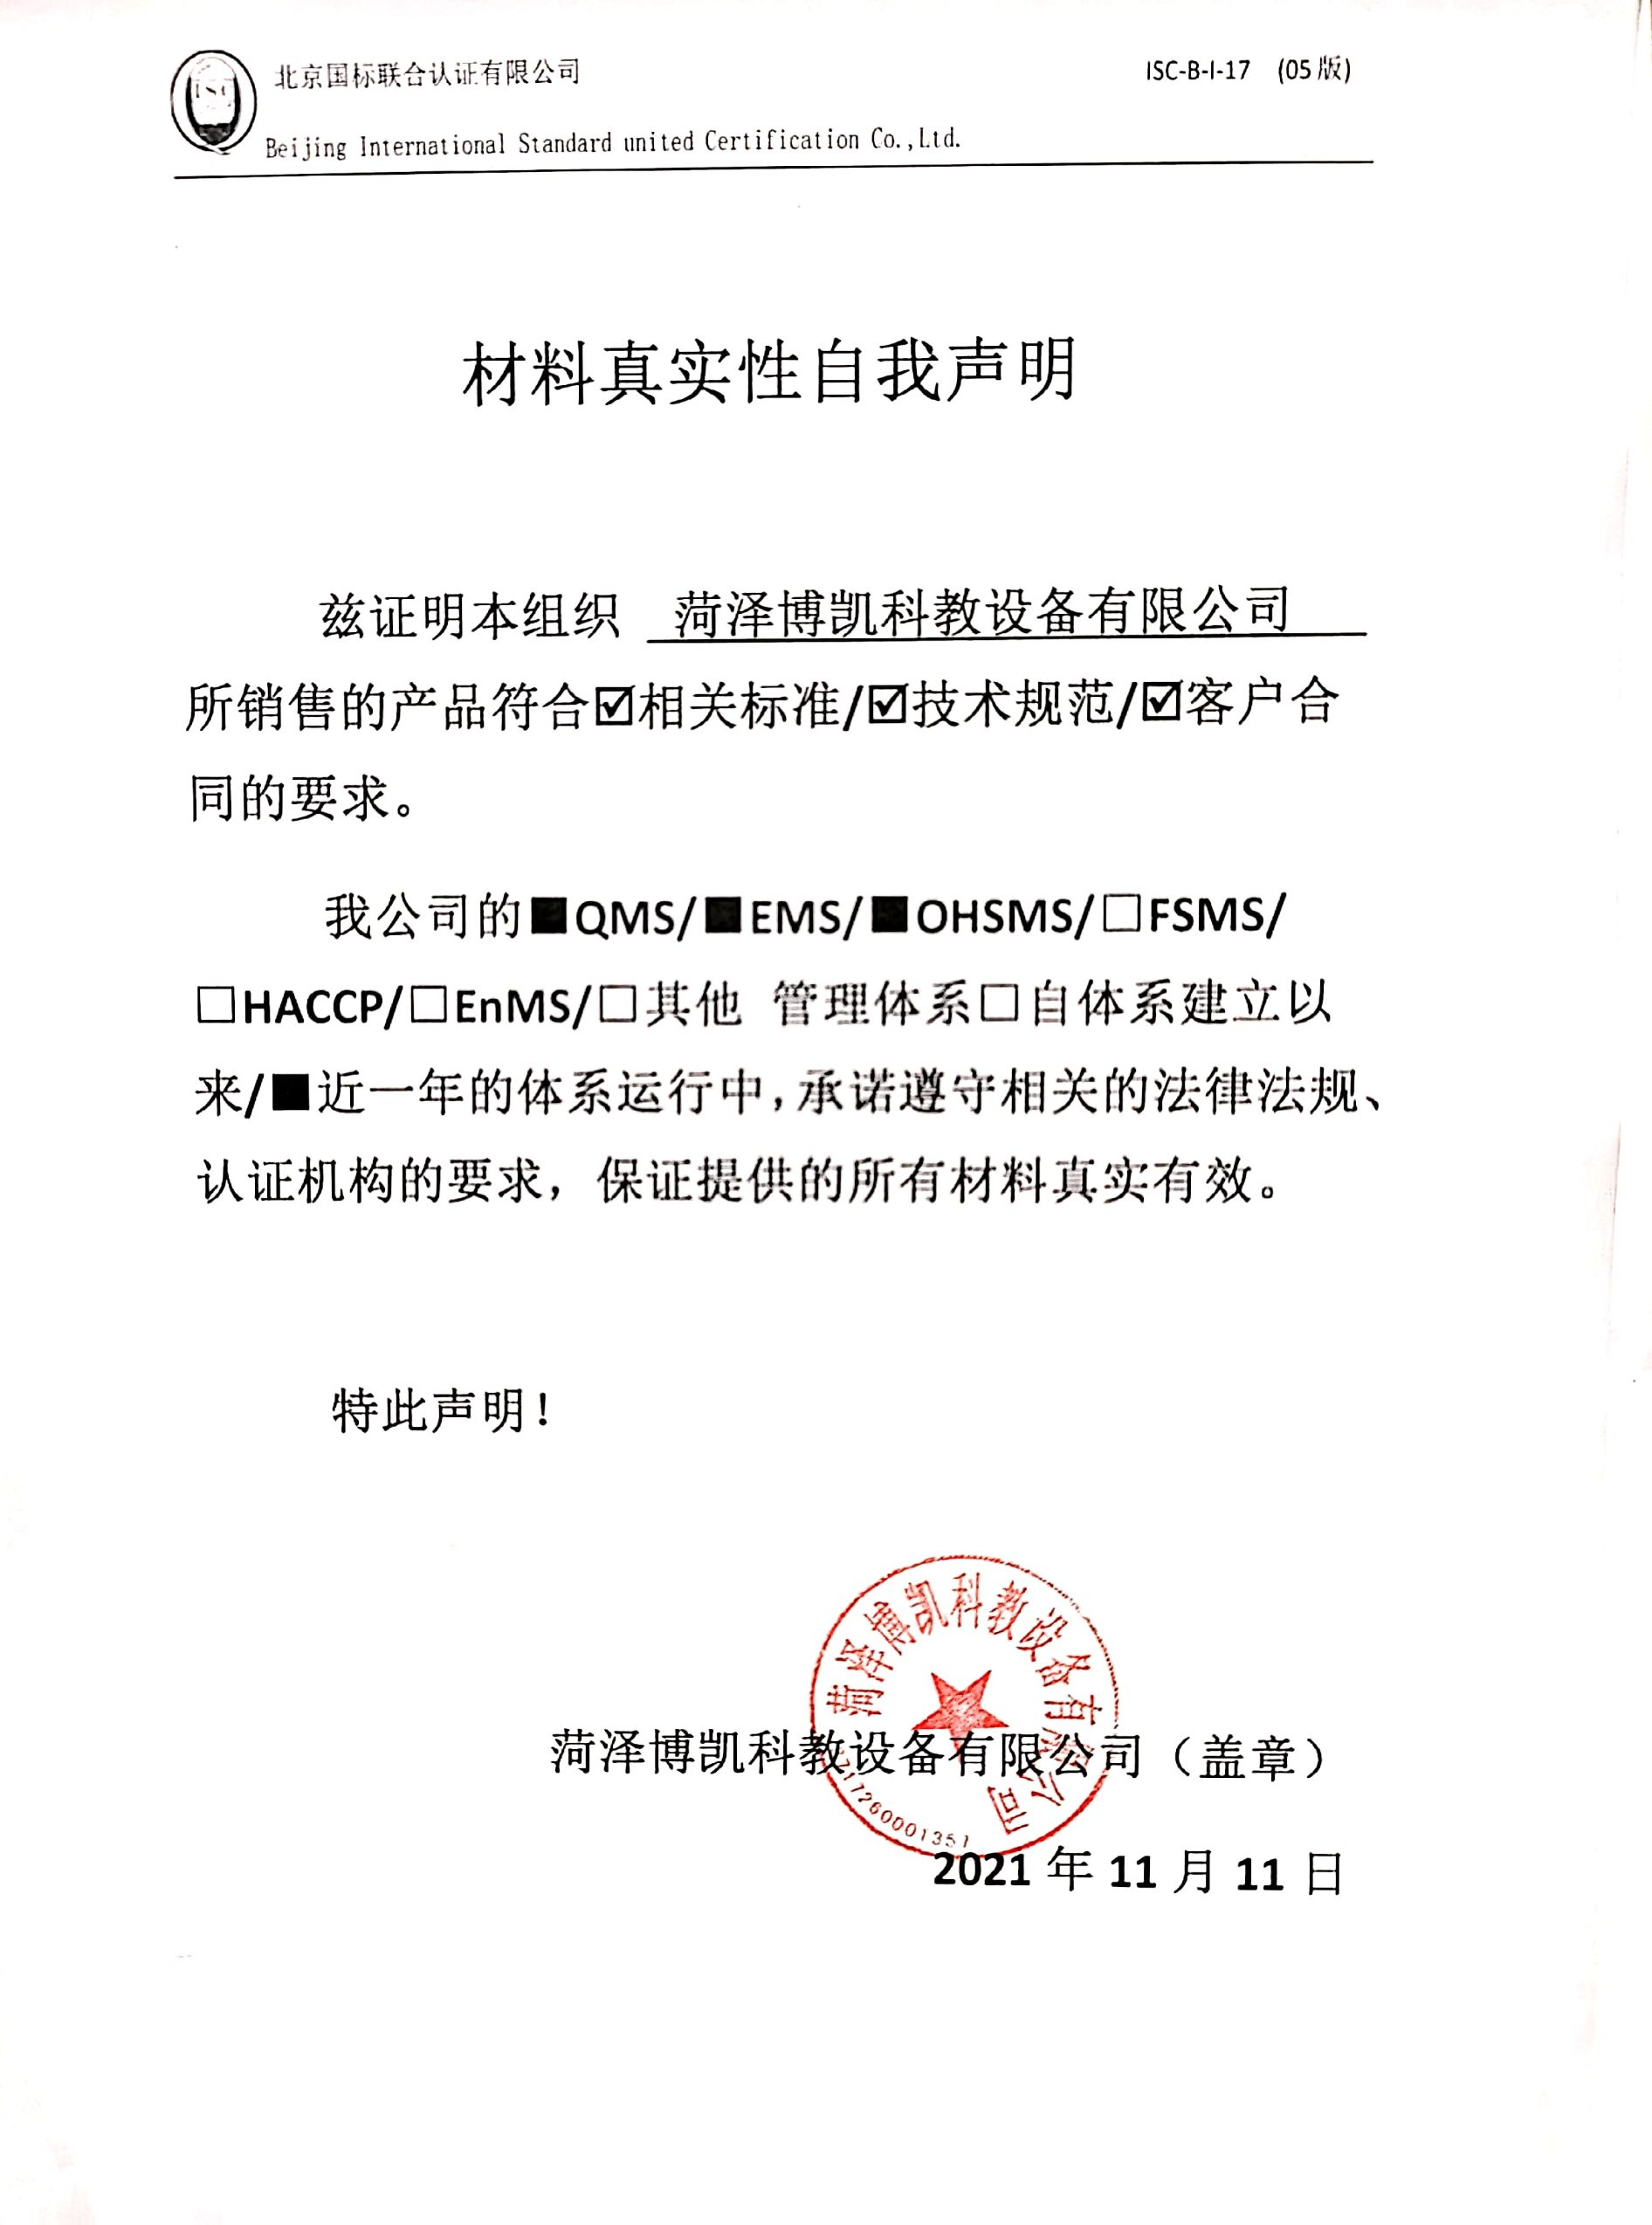 ISC
北京国标联合认证有限公司
ISC-B-I-17 (05版)
Beijing International Standard united Certification Co.,Ltd.
材料真实性自我声明
兹证明本组织 菏泽博凯科教设备有限公司
所销售的产品符合☑相关标准/☑技术规范/☑客户合
同的要求。
我公司的■QMS/■EMS/■OHSMS/□FSMS/
□HACCP/□EnMS/□其他 管理体系□自体系建立以
来/■近一年的体系运行中,承诺遵守相关的法律法规、
认证机构的要求，保证提供的所有材料真实有效。
特此声明！
菏泽博凯科教设备有限公司
菏泽博凯科教设备有限公司（盖章）
3717260001351
2021 年 11 月 11 日